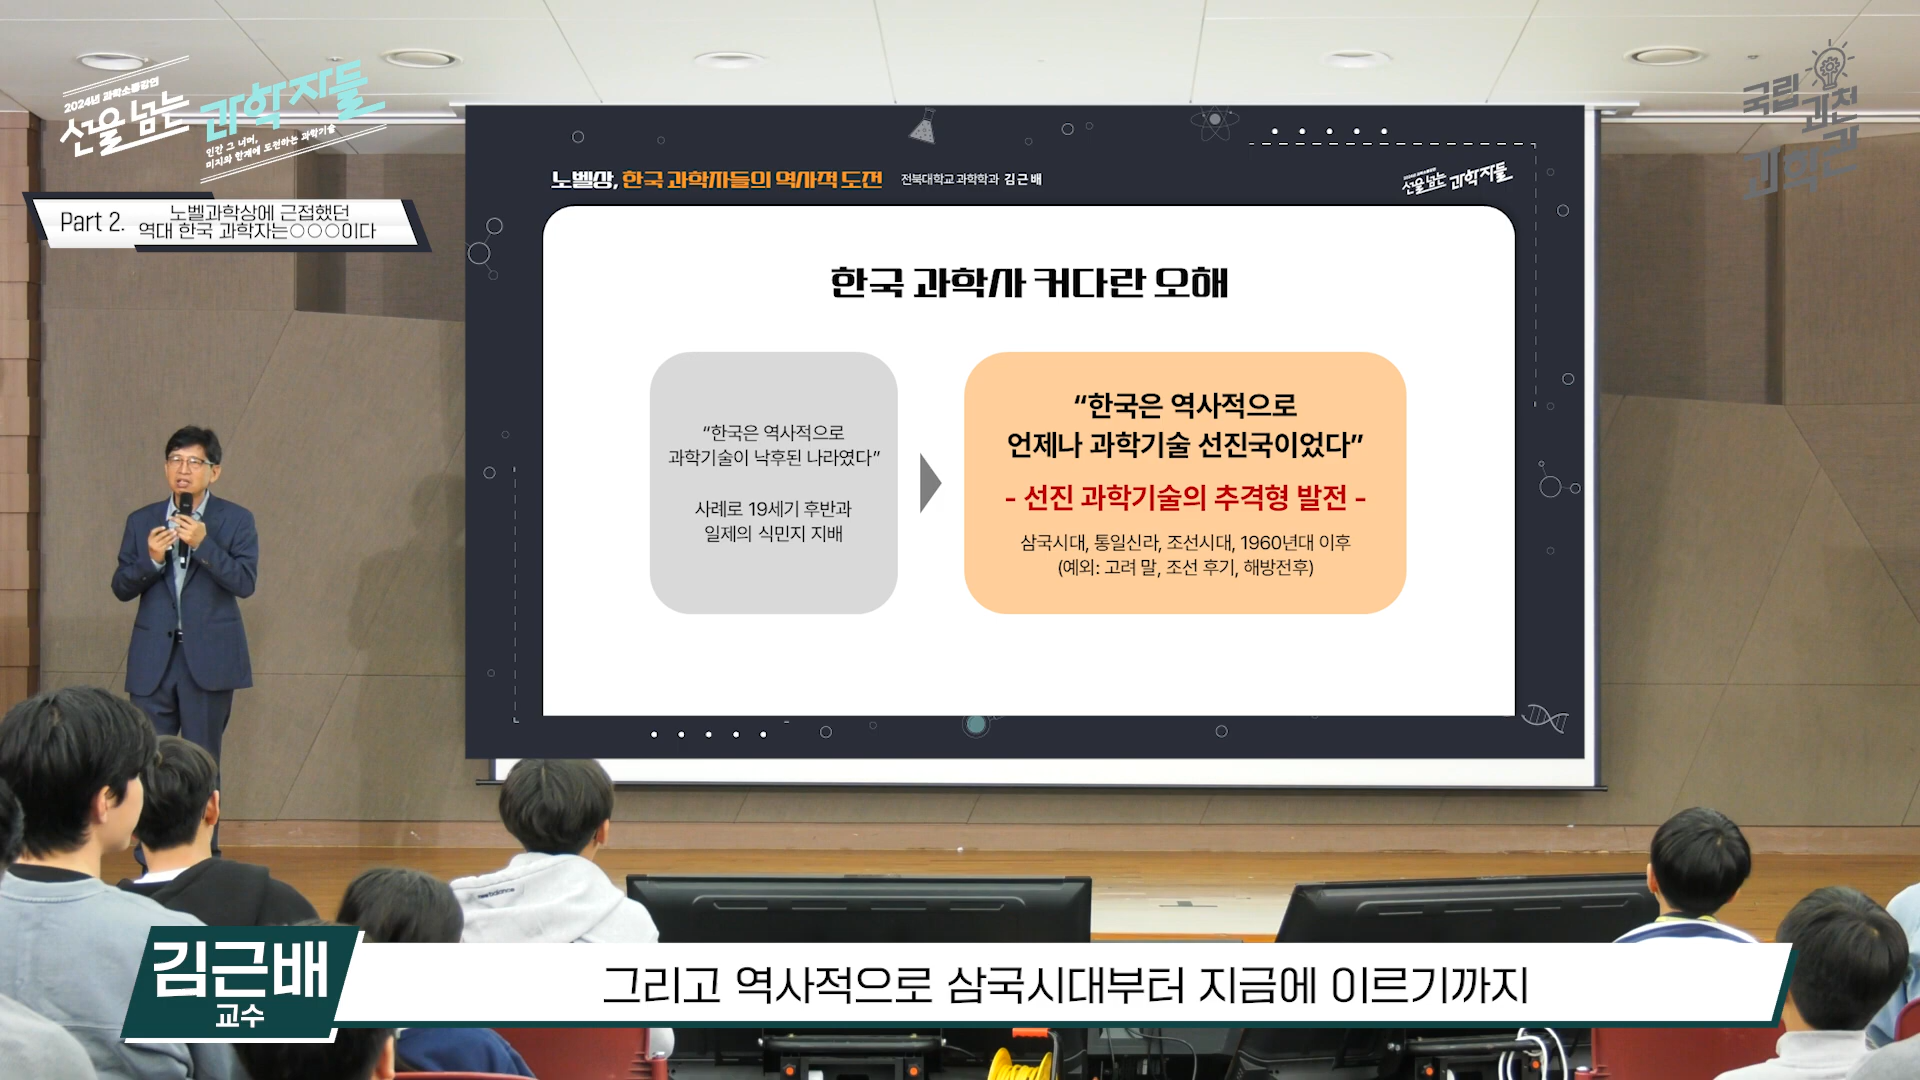 2024년 과학소통강연
선을 넘는 과학자들
인간 그 너머,
미지와 한계에 도전하는 과학기술
국립
과천
과학관
Part 2. 노벨과학상에 근접했던
역대 한국 과학자는○○○이다
노벨상, 한국 과학자들의 역사적 도전 전북대학교 과학학과 김근배
선을 넘는 과학자들
한국 과학사 커다란 오해
“한국은 역사적으로
과학기술이 낙후된 나라였다”
사례로 19세기 후반과
일제의 식민지 지배
“한국은 역사적으로
언제나 과학기술 선진국이었다”
- 선진 과학기술의 추격형 발전 -
삼국시대, 통일신라, 조선시대, 1960년대 이후
(예외: 고려 말, 조선 후기, 해방전후)
new balance
김근배
교수
그리고 역사적으로 삼국시대부터 지금에 이르기까지